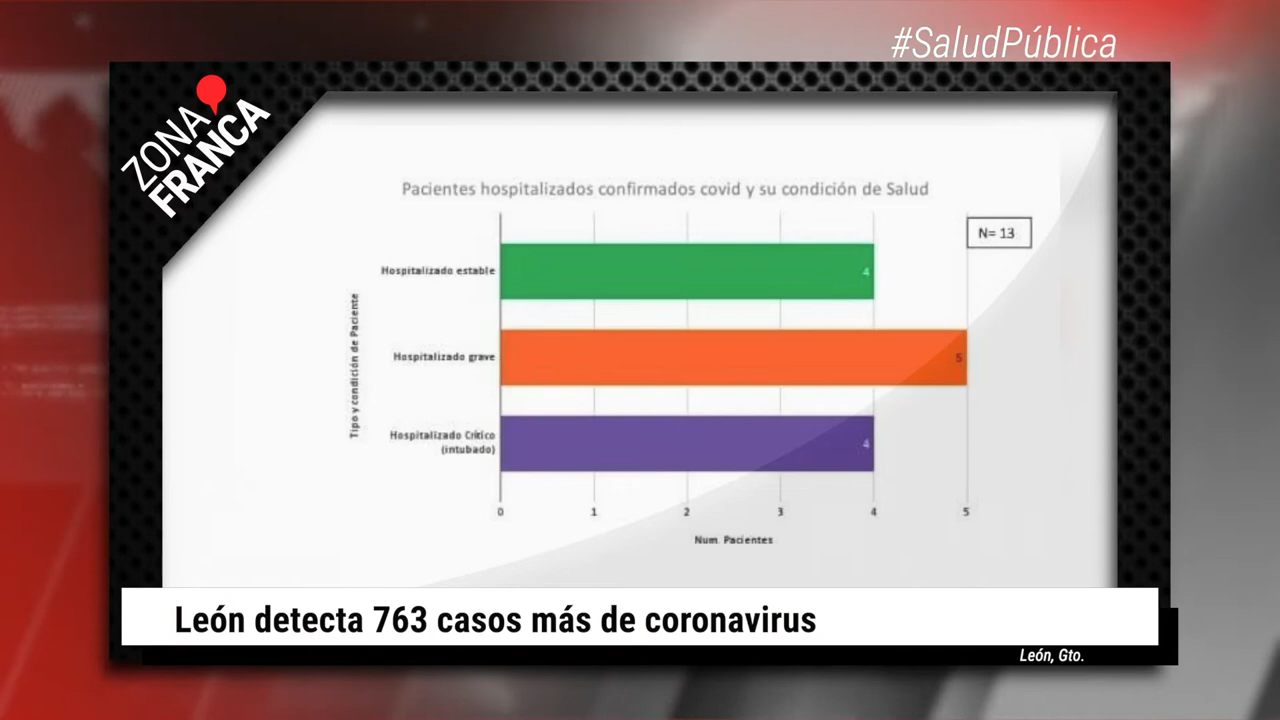 #SaludPública
ZONA
FRANCA
Pacientes hospitalizados confirmados covid y su condición de Salud
N= 13
Hospitalizado estable
4
Tipo y condición de Paciente
Hospitalizado grave
5
Hospitalizado Crítico
(intubado)
4
0 1 2 3 4 5
Num. Pacientes
León detecta 763 casos más de coronavirus
León, Gto.